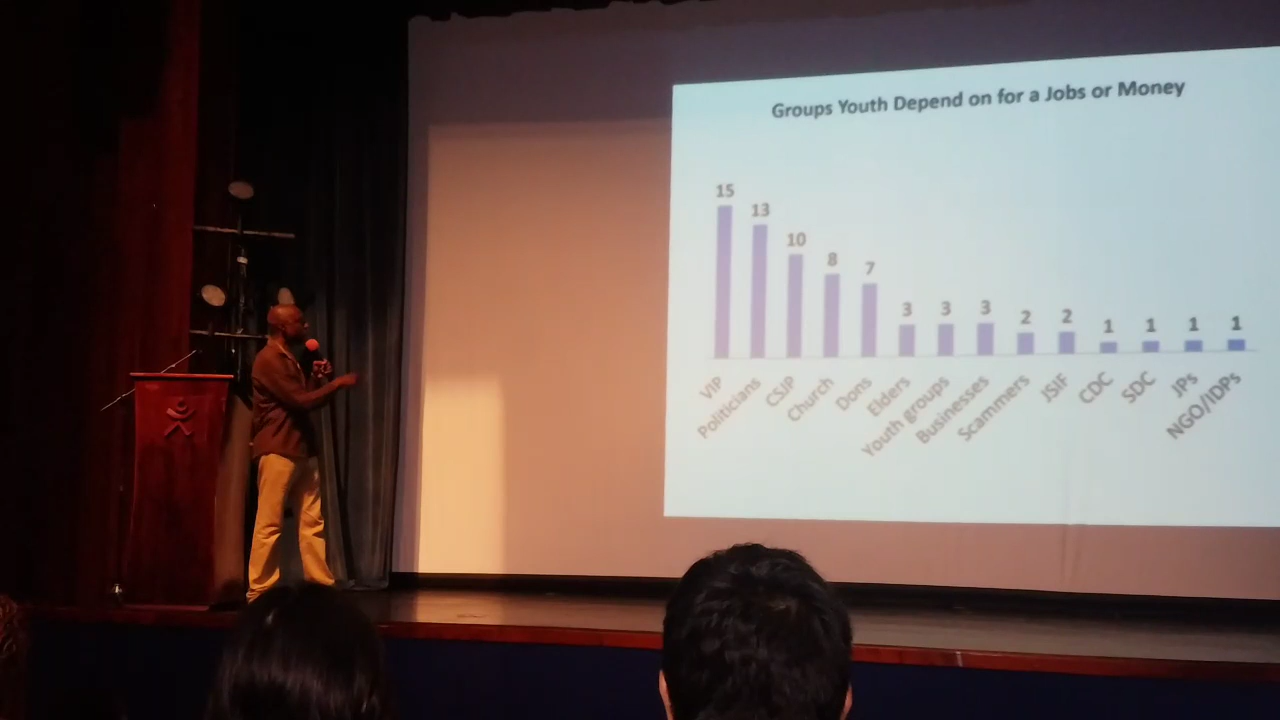 Groups Youth Depend on for a Jobs or Money
15
13
10
8
7
3
3
3
2
2
1
1
1
1
VIP
Politicians
CSJP
Church
Dons
Elders
Youth groups
Businesses
Scammers
JSIF
CDC
SDC
JPs
NGO/IDPs